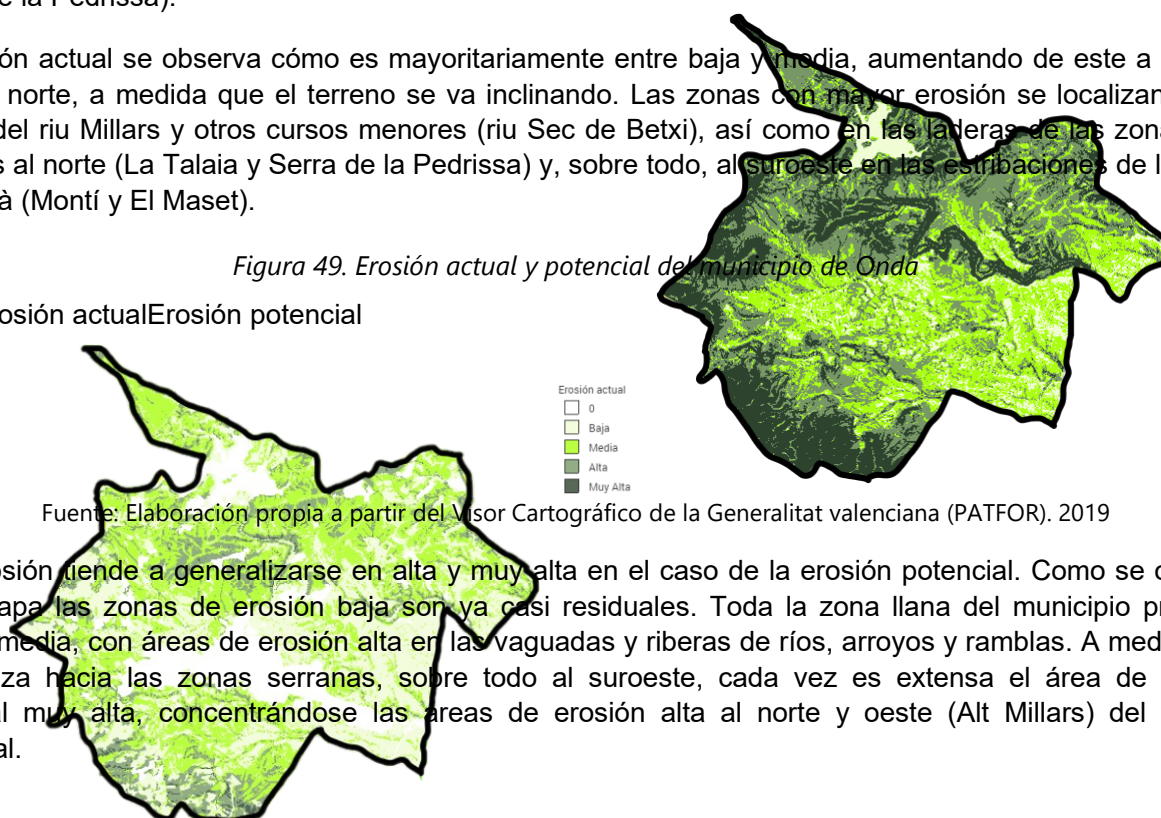 e la Pedrissa).
ón actual se observa cómo es mayoritariamente entre baja y media, aumentando de este a
norte, a medida que el terreno se va inclinando. Las zonas con mayor erosión se localizan
del riu Millars y otros cursos menores (riu Sec de Betxi), así como en las laderas de las zona
s al norte (La Talaia y Serra de la Pedrissa) y, sobre todo, al suroeste en las estribaciones de l
à (Montí y El Maset).
Figura 49. Erosión actual y potencial del municipio de Onda
osión actualErosión potencial
Erosión actual
0
Baja
Media
Alta
Muy Alta
Fuente: Elaboración propia a partir del Visor Cartográfico de la Generalitat valenciana (PATFOR). 2019
osión tiende a generalizarse en alta y muy alta en el caso de la erosión potencial. Como se o
apa las zonas de erosión baja son ya casi residuales. Toda la zona llana del municipio pr
media, con áreas de erosión alta en las vaguadas y riberas de ríos, arroyos y ramblas. A med
za hacia las zonas serranas, sobre todo al suroeste, cada vez es extensa el área de
al muy alta, concentrándose las áreas de erosión alta al norte y oeste (Alt Millars) del
al.